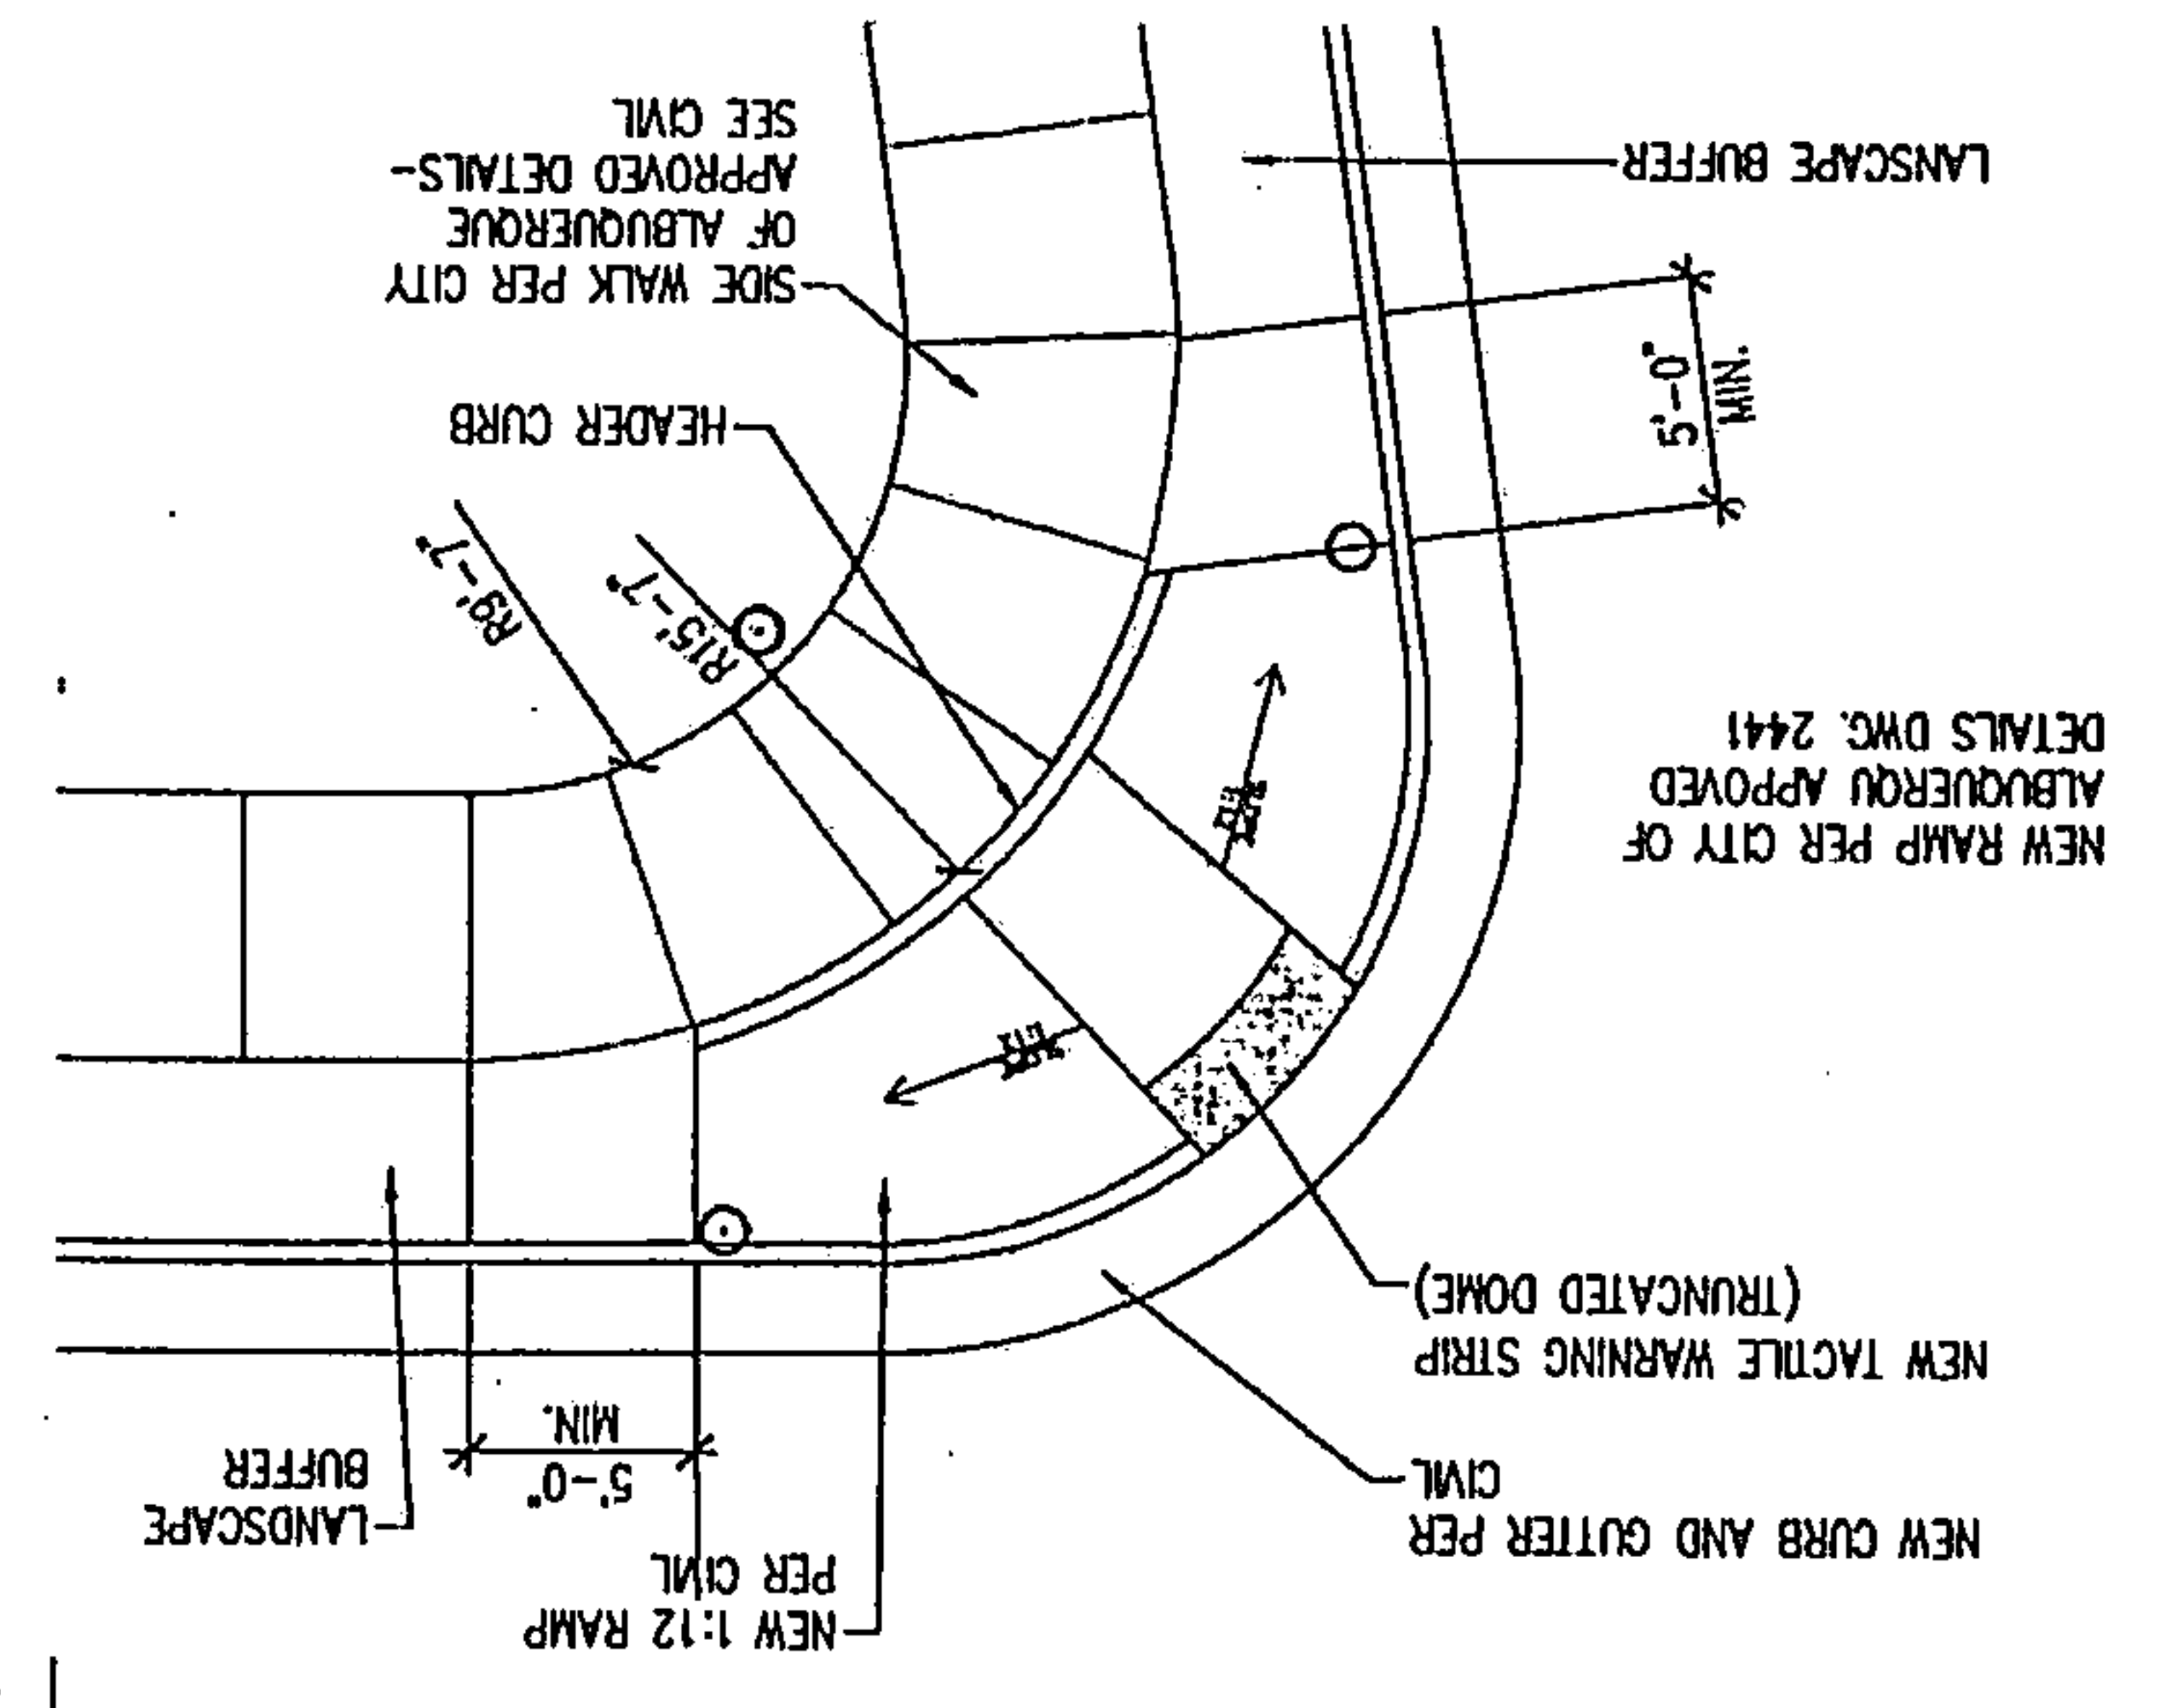 NEW 1:12 RAMP
PER CIVIL
NEW CURB AND GUTTER PER
CIVIL
LANDSCAPE
BUFFER
5'-0"
MIN.
NEW TACTILE WARNING STRIP
(TRUNCATED DOME)
NEW RAMP PER CITY OF
ALBUQUERQU APPROVED
DETAILS DWG. 2441
R15'-7"
R9'-7"
5'-0"
MIN.
HEADER CURB
SIDE WALK PER CITY
OF ALBUQUERQUE
APPROVED DETAILS-
SEE CIVIL
LANSCAPE BUFFER